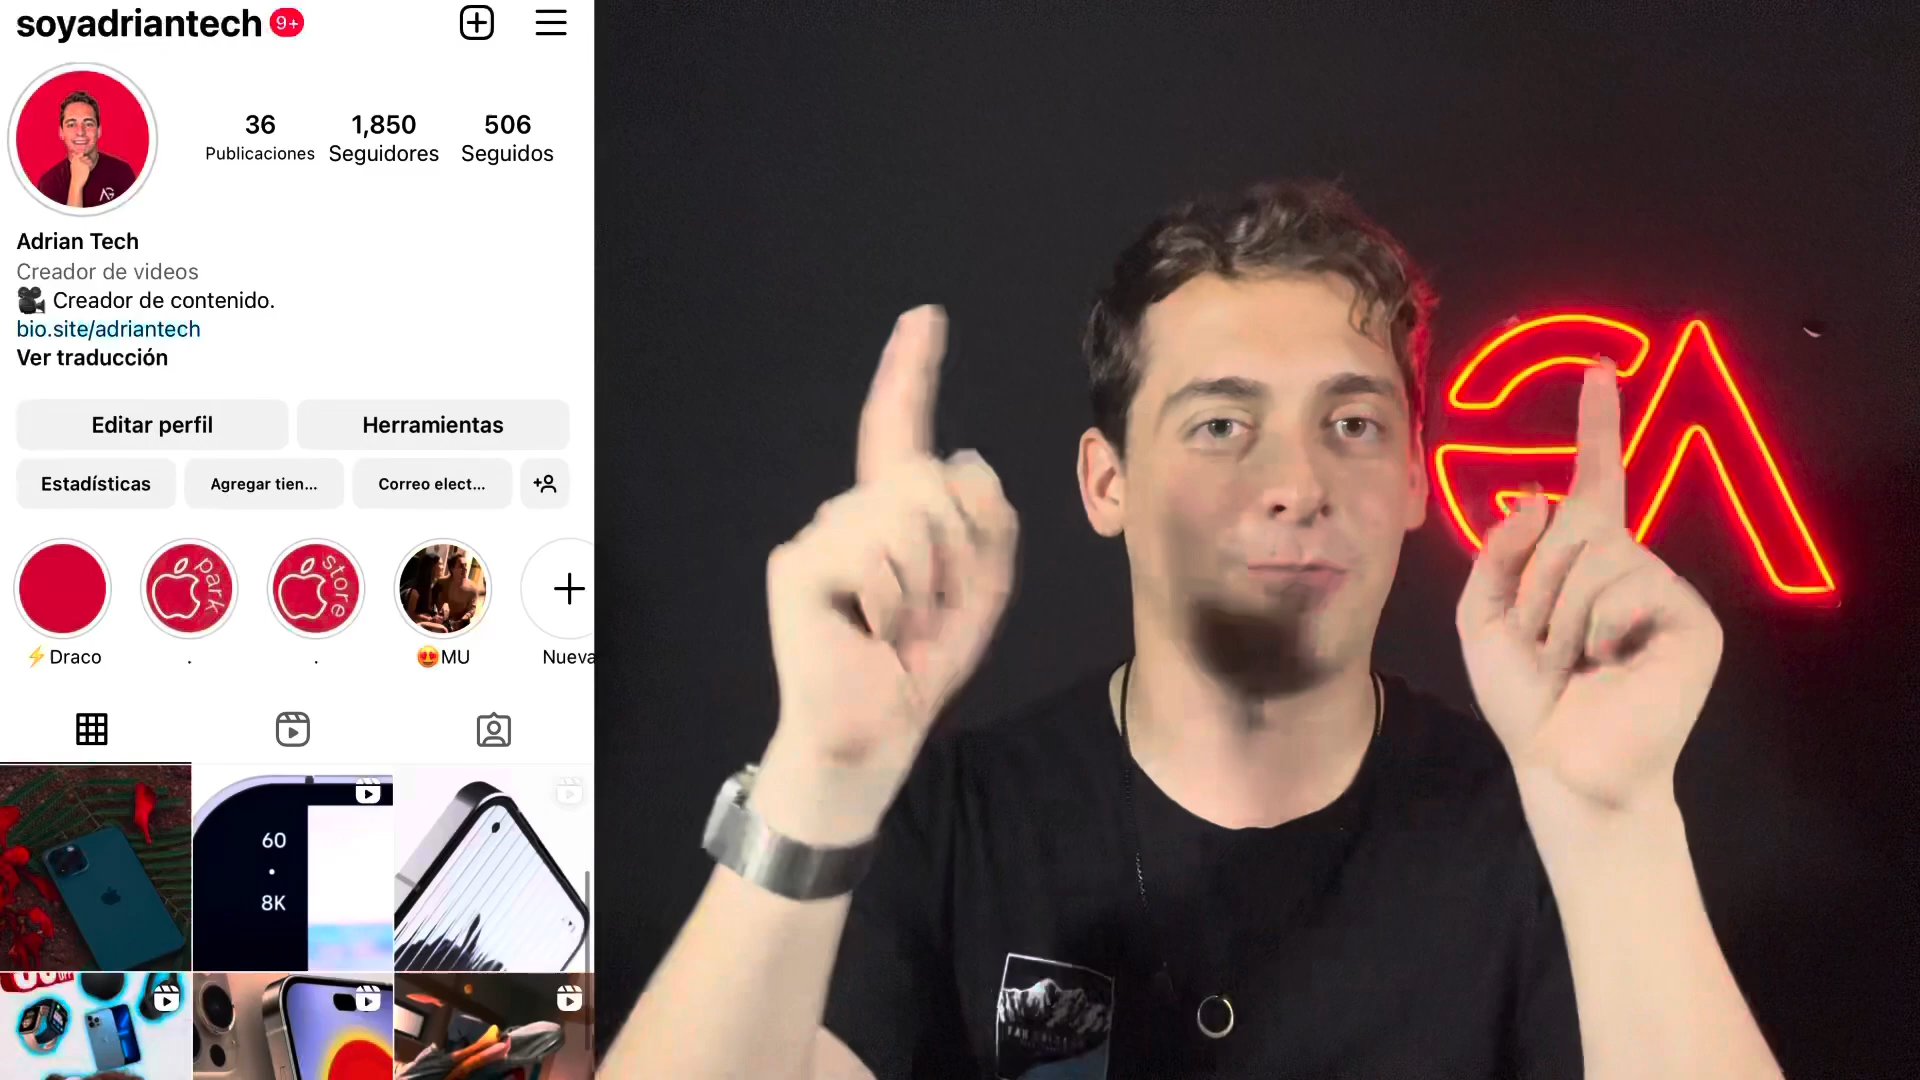 soyadriantech 9+
36 1,850 506
Publicaciones Seguidores Seguidos
Adrian Tech
Creador de videos
🎥 Creador de contenido.
bio.site/adriantech
Ver traducción
Editar perfil Herramientas
Estadísticas Agregar tien... Correo elect...
park store
⚡Draco . . 😍MU Nueva
60
8K